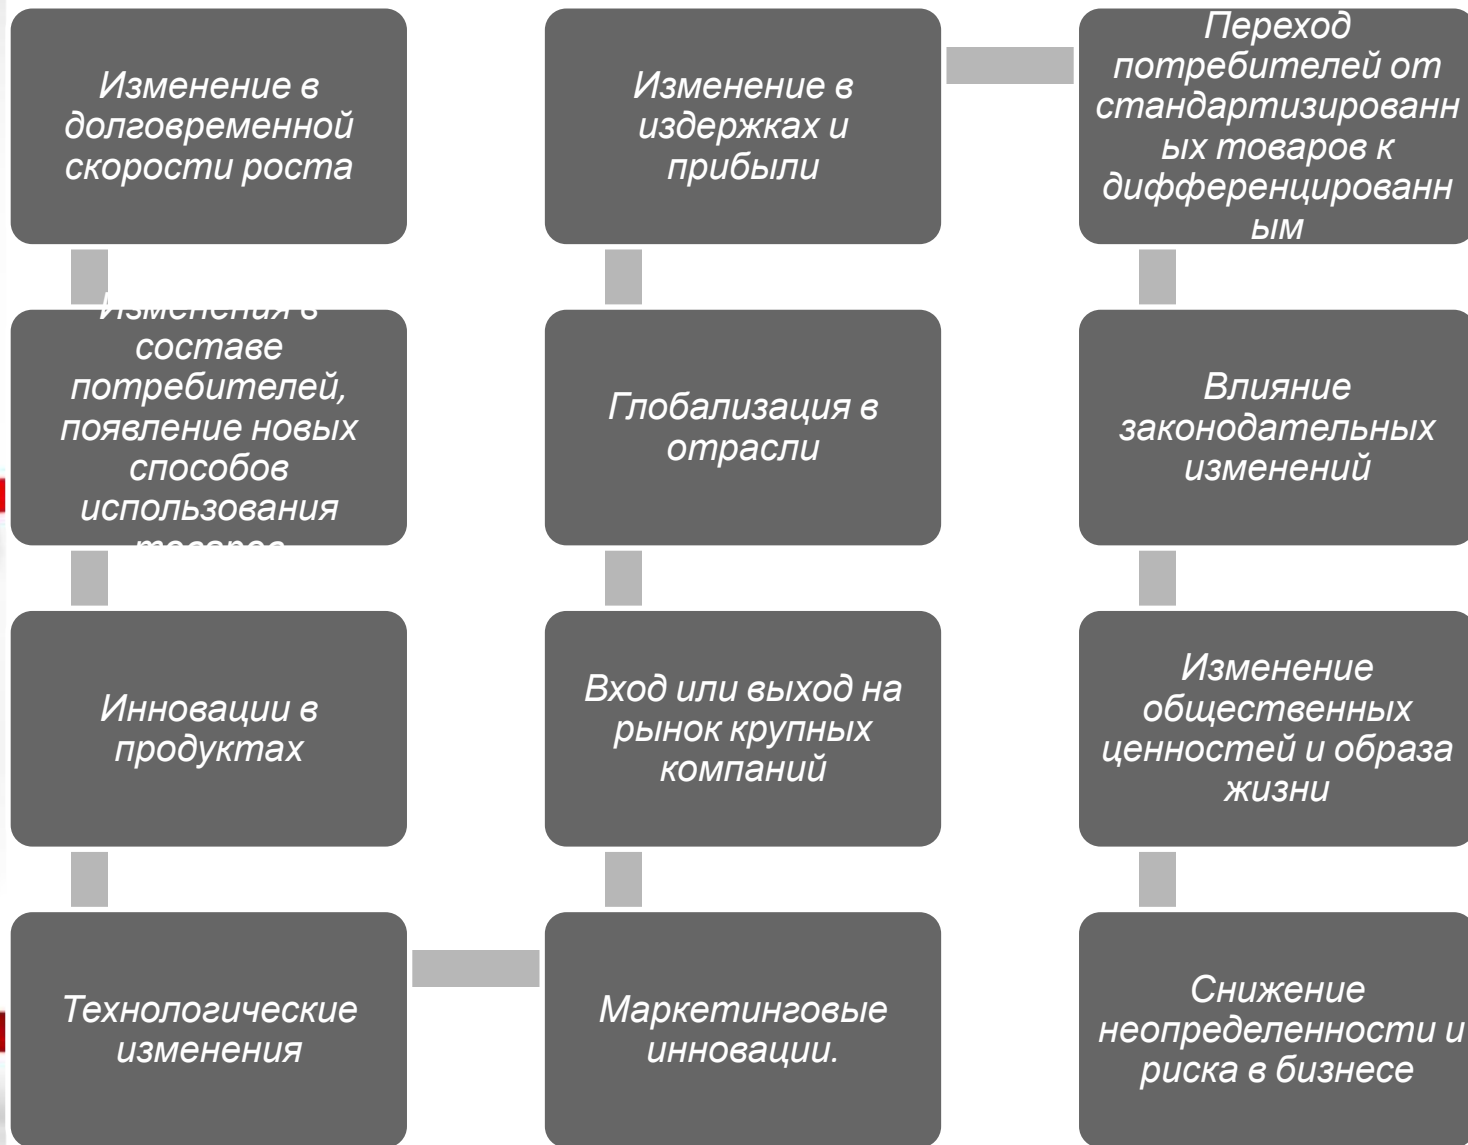 Изменение в
долговременной
скорости роста
Изменения в
составе
потребителей,
появление новых
способов
использования
товаров
Инновации в
продуктах
Технологические
изменения
Маркетинговые
инновации.
Вход или выход на
рынок крупных
компаний
Глобализация в
отрасли
Изменение в
издержках и
прибыли
Переход
потребителей от
стандартизированн
ых товаров к
дифференцированн
ым
Влияние
законодательных
изменений
Изменение
общественных
ценностей и образа
жизни
Снижение
неопределенности и
риска в бизнесе